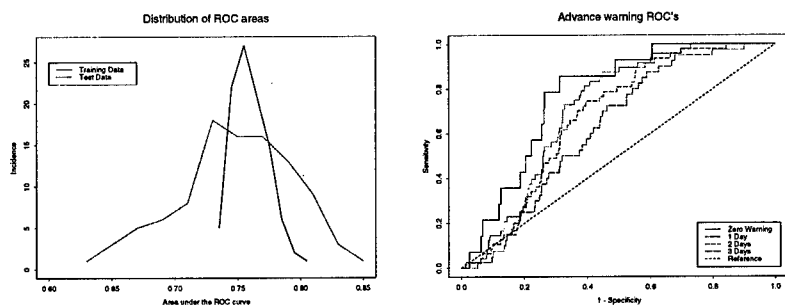 Distribution of ROC areas
Training Data
Test Data
Incidence
25
20
15
10
5
0
0.60
0.65
0.70
0.75
0.80
0.85
Area under the ROC curve
Advance warning ROC's
Sensitivity
1.0
0.8
0.6
0.4
0.2
0.0
Zero Warning
1 Day
2 Days
3 Days
Reference
0.0
0.2
0.4
0.6
0.8
1.0
1 - Specificity